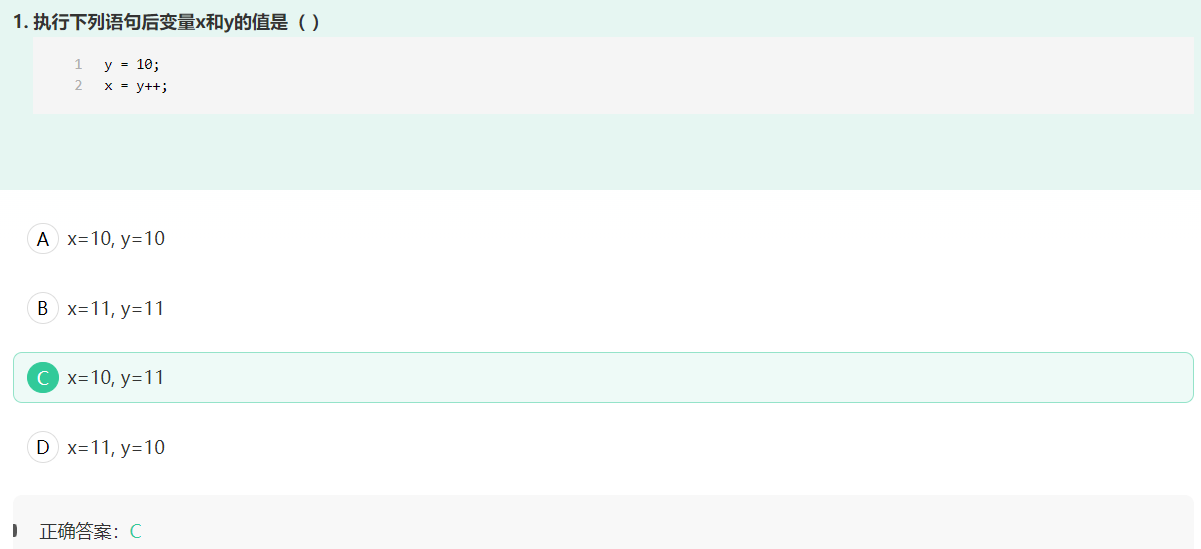 1. 执行下列语句后变量x和y的值是（ ）
1 y = 10;
2 x = y++;
A x=10, y=10
B x=11, y=11
C x=10, y=11
D x=11, y=10
正确答案：C